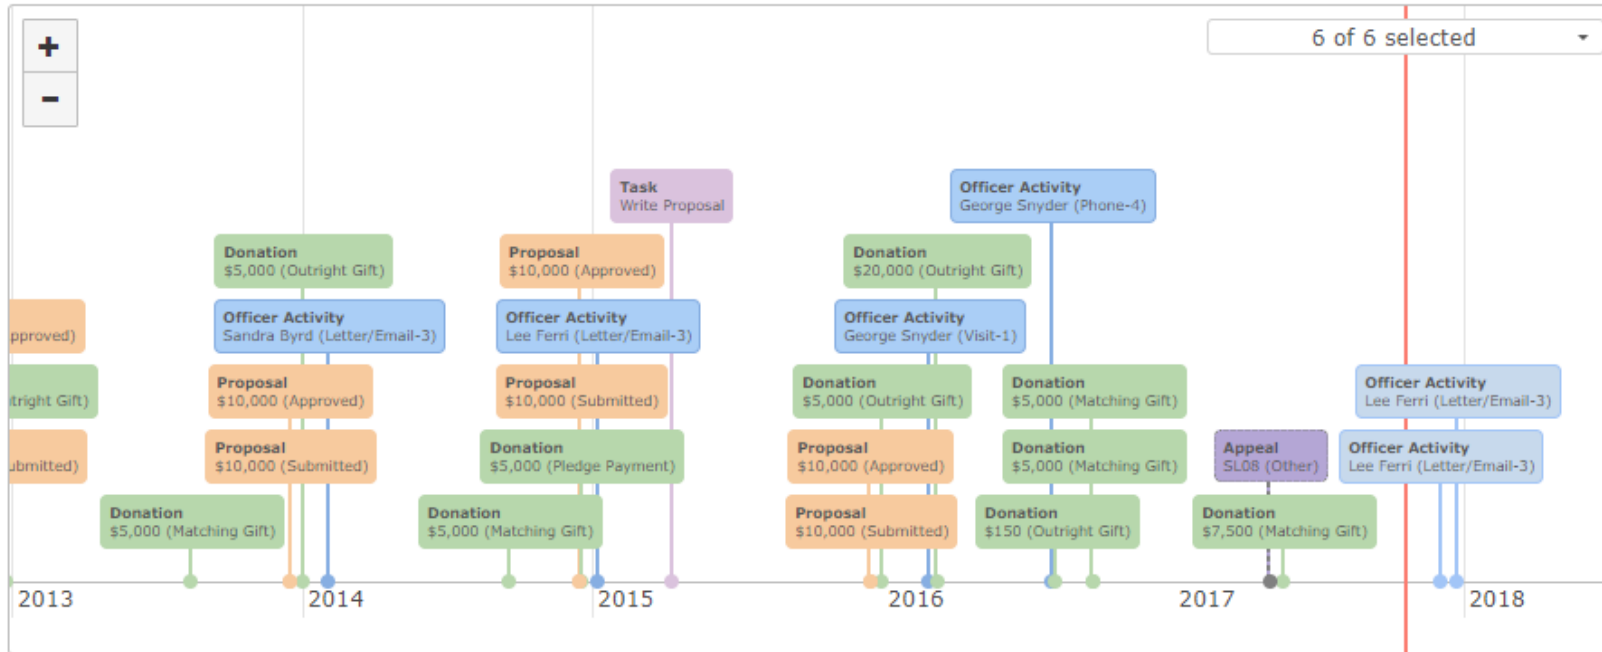 +
6 of 6 selected
-
Task
Write Proposal
Officer Activity
George Snyder (Phone-4)
Donation
$5,000 (Outright Gift)
Proposal
$10,000 (Approved)
Donation
$20,000 (Outright Gift)
pproved)
Officer Activity
Sandra Byrd (Letter/Email-3)
Officer Activity
Lee Ferri (Letter/Email-3)
Officer Activity
George Snyder (Visit-1)
tright Gift)
Proposal
$10,000 (Approved)
Proposal
$10,000 (Submitted)
Donation
$5,000 (Outright Gift)
Donation
$5,000 (Matching Gift)
Officer Activity
Lee Ferri (Letter/Email-3)
ubmitted)
Proposal
$10,000 (Submitted)
Donation
$5,000 (Pledge Payment)
Proposal
$10,000 (Approved)
Donation
$5,000 (Matching Gift)
Appeal
SL08 (Other)
Officer Activity
Lee Ferri (Letter/Email-3)
Donation
$5,000 (Matching Gift)
Donation
$5,000 (Matching Gift)
Proposal
$10,000 (Submitted)
Donation
$150 (Outright Gift)
Donation
$7,500 (Matching Gift)
2013
2014
2015
2016
2017
2018